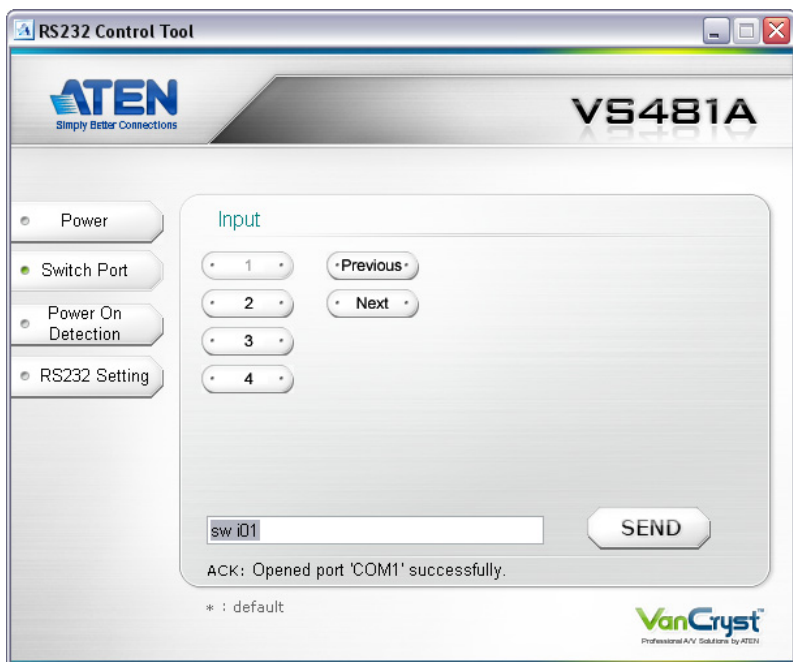 RS232 Control Tool
ATEN
Simply Better Connections
VS481A
Power
Switch Port
Power On
Detection
RS232 Setting
Input
1
Previous
2
Next
3
4
sw i01
SEND
ACK: Opened port 'COM1' successfully.
* : default
VanCryst™
Professional A/V Solutions by ATEN